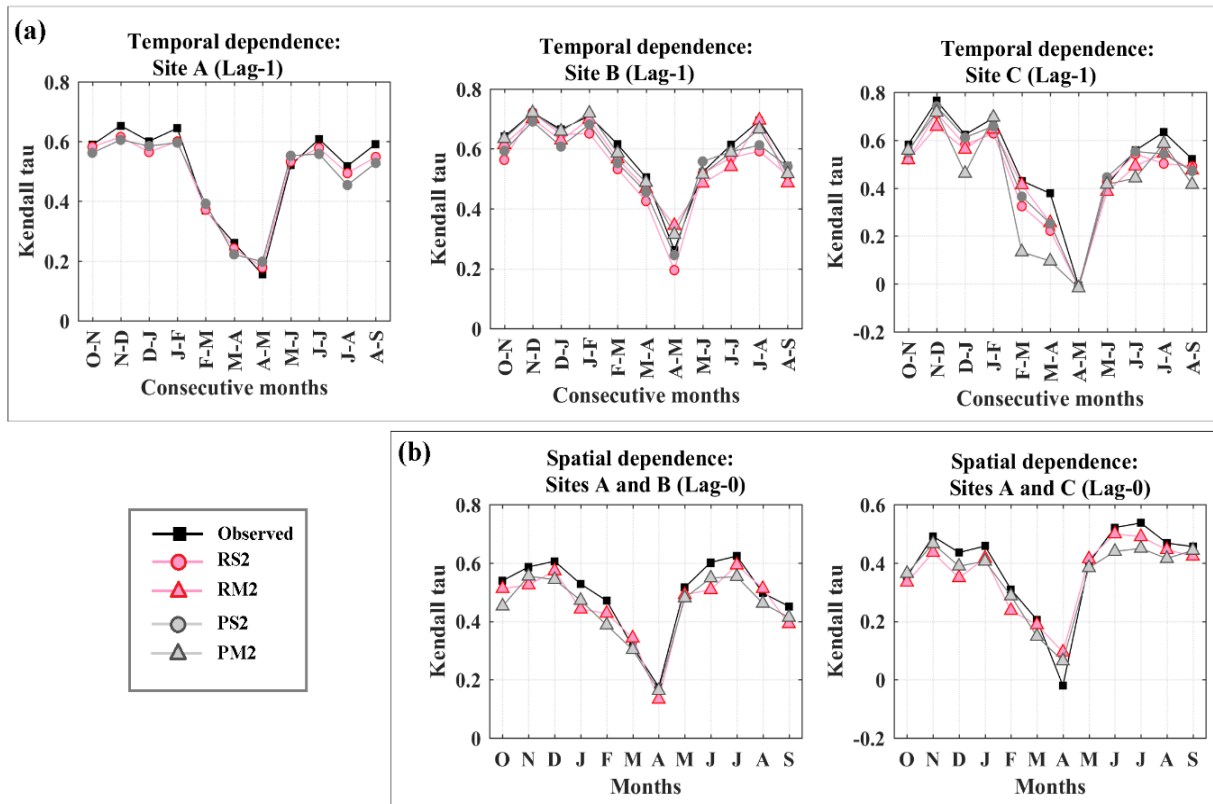 (a)
Temporal dependence:
Site A (Lag-1)
Kendall tau
0.8
0.6
0.4
0.2
0
O-N
N-D
D-J
J-F
F-M
M-A
A-M
M-J
J-J
J-A
A-S
Consecutive months
Temporal dependence:
Site B (Lag-1)
Kendall tau
0.8
0.6
0.4
0.2
0
O-N
N-D
D-J
J-F
F-M
M-A
A-M
M-J
J-J
J-A
A-S
Consecutive months
Temporal dependence:
Site C (Lag-1)
Kendall tau
0.8
0.6
0.4
0.2
0
-0.2
O-N
N-D
D-J
J-F
F-M
M-A
A-M
M-J
J-J
J-A
A-S
Consecutive months
Observed
RS2
RM2
PS2
PM2
(b)
Spatial dependence:
Sites A and B (Lag-0)
Kendall tau
0.8
0.6
0.4
0.2
0
O N D J F M A M J J A S
Months
Spatial dependence:
Sites A and C (Lag-0)
Kendall tau
0.6
0.4
0.2
0
-0.2
O N D J F M A M J J A S
Months